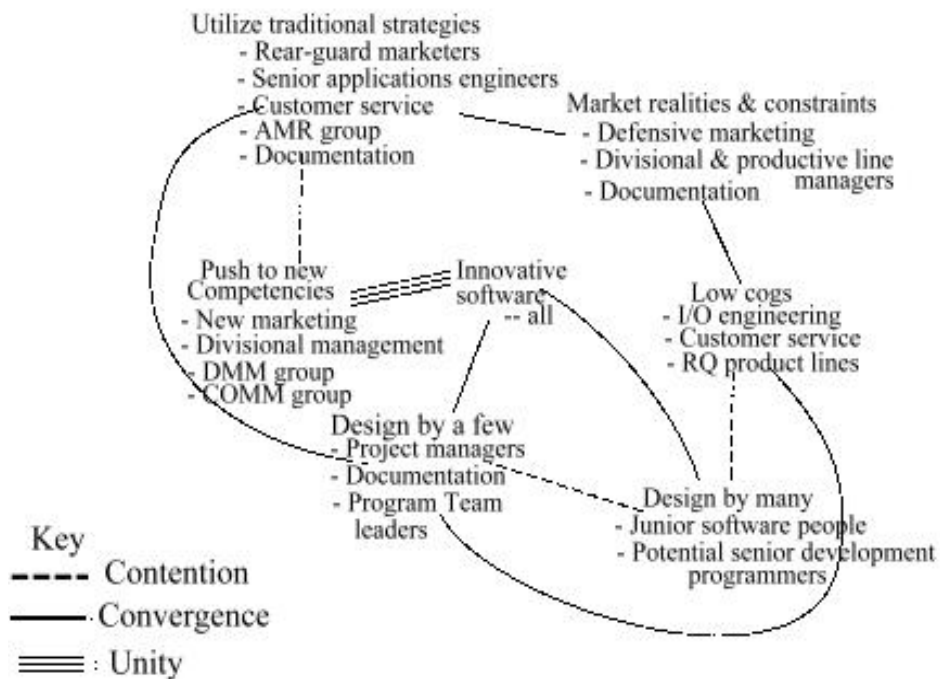 Utilize traditional strategies
- Rear-guard marketers
- Senior applications engineers
- Customer service
- AMR group
- Documentation
Market realities & constraints
- Defensive marketing
- Divisional & productive line
managers
- Documentation
Push to new
Competencies
- New marketing
- Divisional management
- DMM group
- COMM group
Innovative
software
-- all
Low cogs
- I/O engineering
- Customer service
- RQ product lines
Design by a few
- Project managers
- Documentation
- Program Team
leaders
Design by many
- Junior software people
- Potential senior development
programmers
Key
Contention
Convergence
: Unity